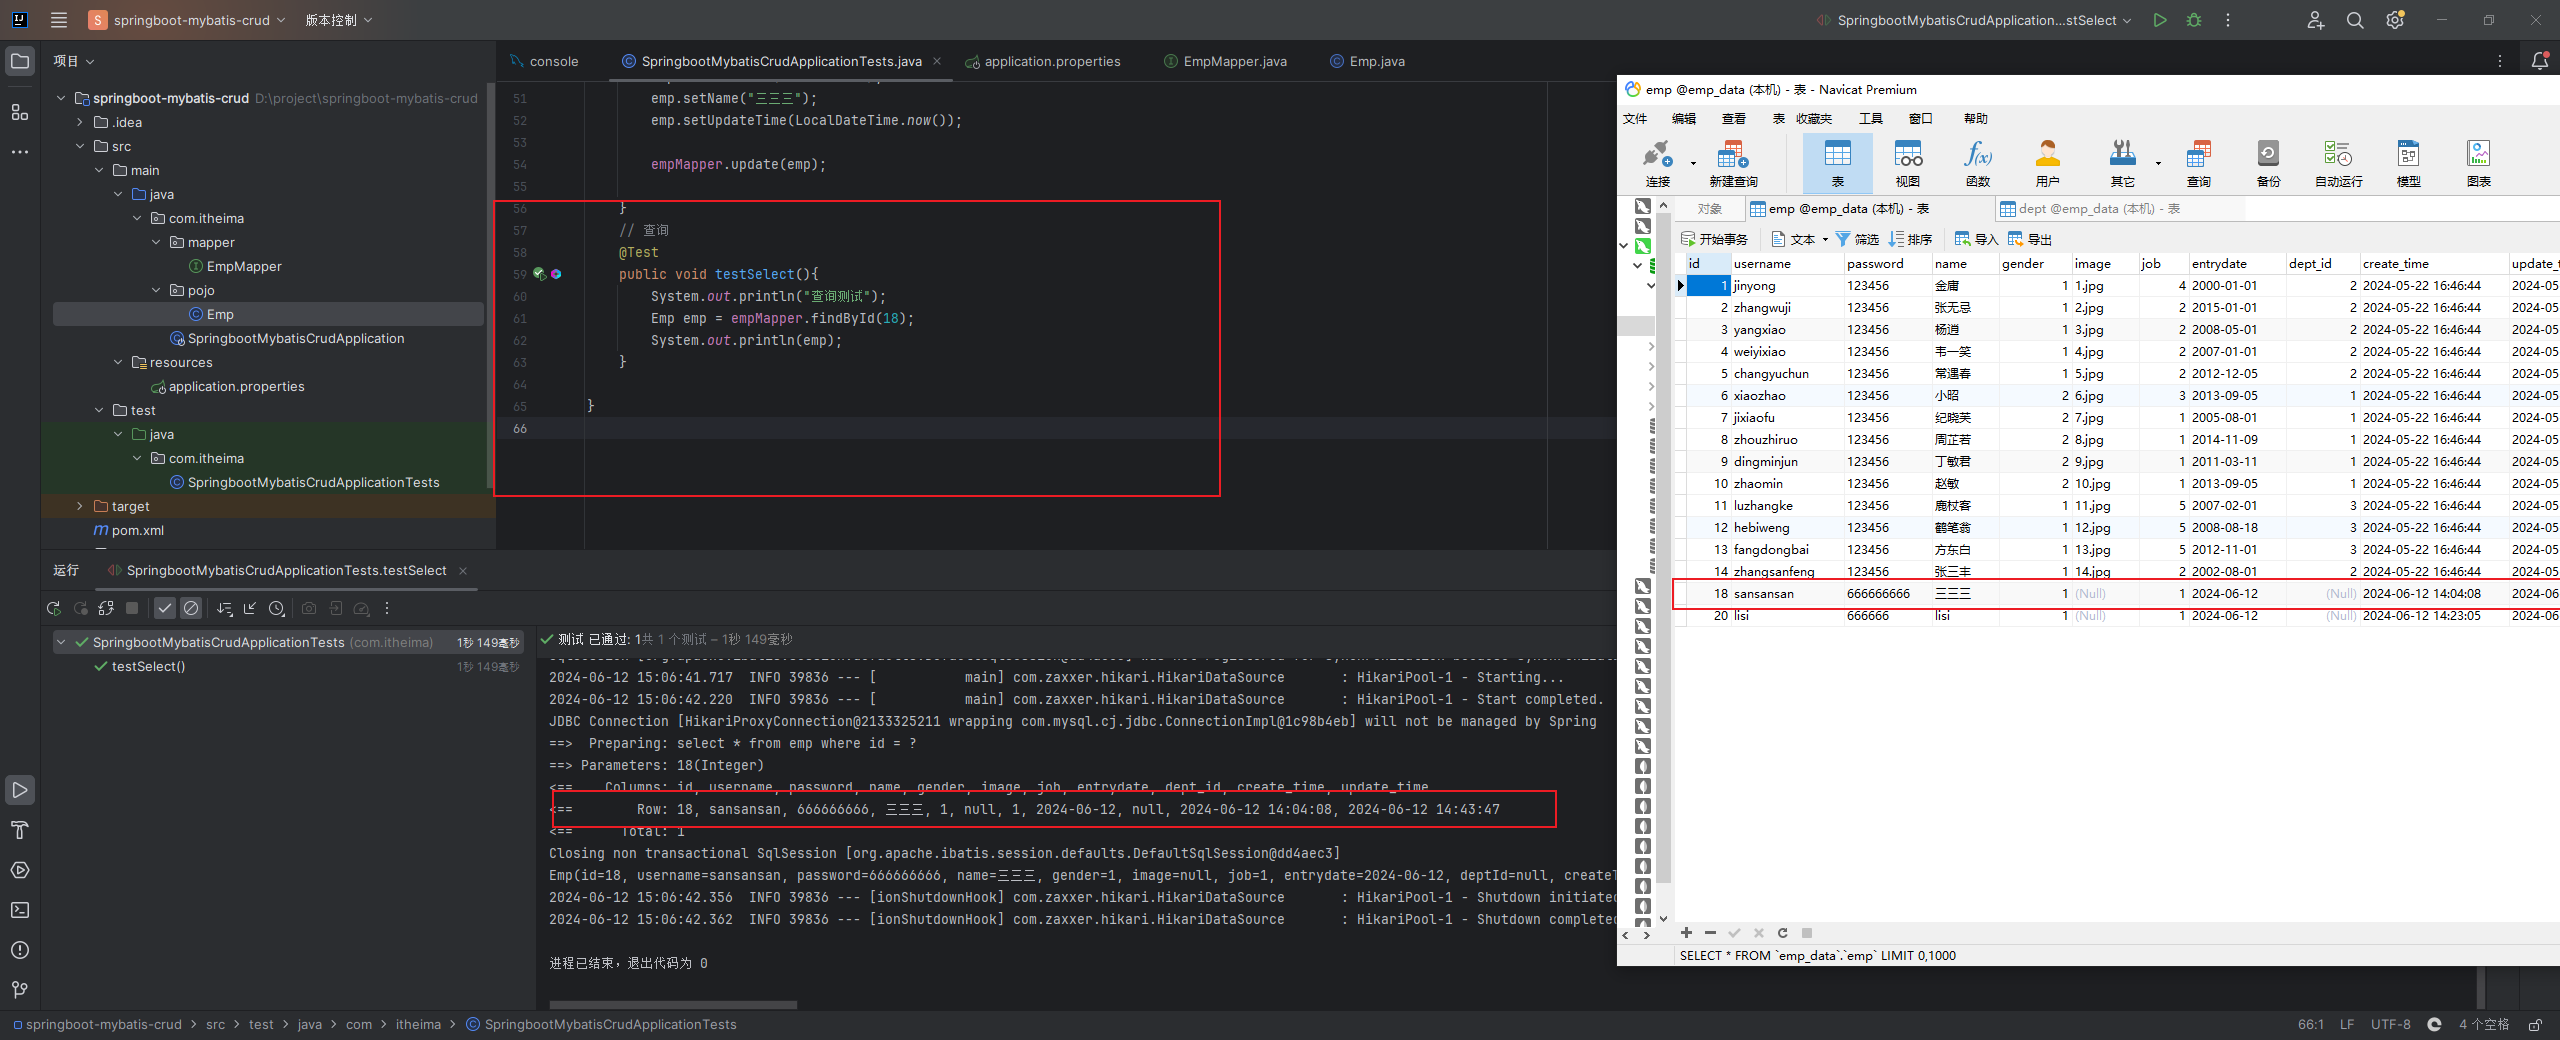 S springboot-mybatis-crud 版本控制 SpringbootMybatisCrudApplication...stSelect
项目
springboot-mybatis-crud D:\project\springboot-mybatis-crud
.idea
src
main
java
com.itheima
mapper
EmpMapper
pojo
Emp
SpringbootMybatisCrudApplication
resources
application.properties
test
java
com.itheima
SpringbootMybatisCrudApplicationTests
target
pom.xml
console SpringbootMybatisCrudApplicationTests.java application.properties EmpMapper.java Emp.java
51 emp.setName("三三三");
52 emp.setUpdateTime(LocalDateTime.now());
53
54 empMapper.update(emp);
55
56 }
57 // 查询
58 @Test
59 public void testSelect(){
60 System.out.println("查询测试");
61 Emp emp = empMapper.findById(18);
62 System.out.println(emp);
63 }
64
65 }
66
运行 SpringbootMybatisCrudApplicationTests.testSelect
SpringbootMybatisCrudApplicationTests (com.itheima) 1秒 149毫秒
testSelect() 1秒 149毫秒
测试 已通过: 1共 1 个测试 – 1秒 149毫秒
2024-06-12 15:06:41.717 INFO 39836 --- [ main] com.zaxxer.hikari.HikariDataSource : HikariPool-1 - Starting...
2024-06-12 15:06:42.220 INFO 39836 --- [ main] com.zaxxer.hikari.HikariDataSource : HikariPool-1 - Start completed.
JDBC Connection [HikariProxyConnection@2133325211 wrapping com.mysql.cj.jdbc.ConnectionImpl@1c98b4eb] will not be managed by Spring
==> Preparing: select * from emp where id = ?
==> Parameters: 18(Integer)
<== Columns: id, username, password, name, gender, image, job, entrydate, dept_id, create_time, update_time
<== Row: 18, sansansan, 666666666, 三三三, 1, null, 1, 2024-06-12, null, 2024-06-12 14:04:08, 2024-06-12 14:43:47
<== Total: 1
Closing non transactional SqlSession [org.apache.ibatis.session.defaults.DefaultSqlSession@dd4aec3]
Emp(id=18, username=sansansan, password=666666666, name=三三三, gender=1, image=null, job=1, entrydate=2024-06-12, deptId=null, createT
2024-06-12 15:06:42.356 INFO 39836 --- [ionShutdownHook] com.zaxxer.hikari.HikariDataSource : HikariPool-1 - Shutdown initiated
2024-06-12 15:06:42.362 INFO 39836 --- [ionShutdownHook] com.zaxxer.hikari.HikariDataSource : HikariPool-1 - Shutdown complete
进程已结束，退出代码为 0
emp @emp_data (本机) - 表 - Navicat Premium
文件 编辑 查看 表 收藏夹 工具 窗口 帮助
连接 新建查询 表 视图 函数 用户 其它 查询 备份 自动运行 模型 图表
对象 emp @emp_data (本机) - 表 dept @emp_data (本机) - 表
开始事务 文本 筛选 排序 导入 导出
id username password name gender image job entrydate dept_id create_time update_t
1 jinyong 123456 金庸 1 1.jpg 4 2000-01-01 2 2024-05-22 16:46:44 2024-05
2 zhangwuji 123456 张无忌 1 2.jpg 2 2015-01-01 2 2024-05-22 16:46:44 2024-05
3 yangxiao 123456 杨逍 1 3.jpg 2 2008-05-01 2 2024-05-22 16:46:44 2024-05
4 weiyixiao 123456 韦一笑 1 4.jpg 2 2007-01-01 2 2024-05-22 16:46:44 2024-05
5 changyuchun 123456 常遇春 1 5.jpg 2 2012-12-05 2 2024-05-22 16:46:44 2024-05
6 xiaozhao 123456 小昭 2 6.jpg 3 2013-09-05 1 2024-05-22 16:46:44 2024-05
7 jixiaofu 123456 纪晓芙 2 7.jpg 1 2005-08-01 1 2024-05-22 16:46:44 2024-05
8 zhouzhiruo 123456 周芷若 2 8.jpg 1 2014-11-09 1 2024-05-22 16:46:44 2024-05
9 dingminjun 123456 丁敏君 2 9.jpg 1 2011-03-11 1 2024-05-22 16:46:44 2024-05
10 zhaomin 123456 赵敏 2 10.jpg 1 2013-09-05 1 2024-05-22 16:46:44 2024-05
11 luzhangke 123456 鹿杖客 1 11.jpg 5 2007-02-01 3 2024-05-22 16:46:44 2024-05
12 hebiweng 123456 鹤笔翁 1 12.jpg 5 2008-08-18 3 2024-05-22 16:46:44 2024-05
13 fangdongbai 123456 方东白 1 13.jpg 5 2012-11-01 3 2024-05-22 16:46:44 2024-05
14 zhangsanfeng 123456 张三丰 1 14.jpg 2 2002-08-01 2 2024-05-22 16:46:44 2024-05
18 sansansan 666666666 三三三 1 (Null) 1 2024-06-12 (Null) 2024-06-12 14:04:08 2024-06
20 lisi 666666 lisi 1 (Null) 1 2024-06-12 (Null) 2024-06-12 14:23:05 2024-06
SELECT * FROM `emp_data`.`emp` LIMIT 0,1000
springboot-mybatis-crud > src > test > java > com > itheima > SpringbootMybatisCrudApplicationTests 66:1 LF UTF-8 4 个空格